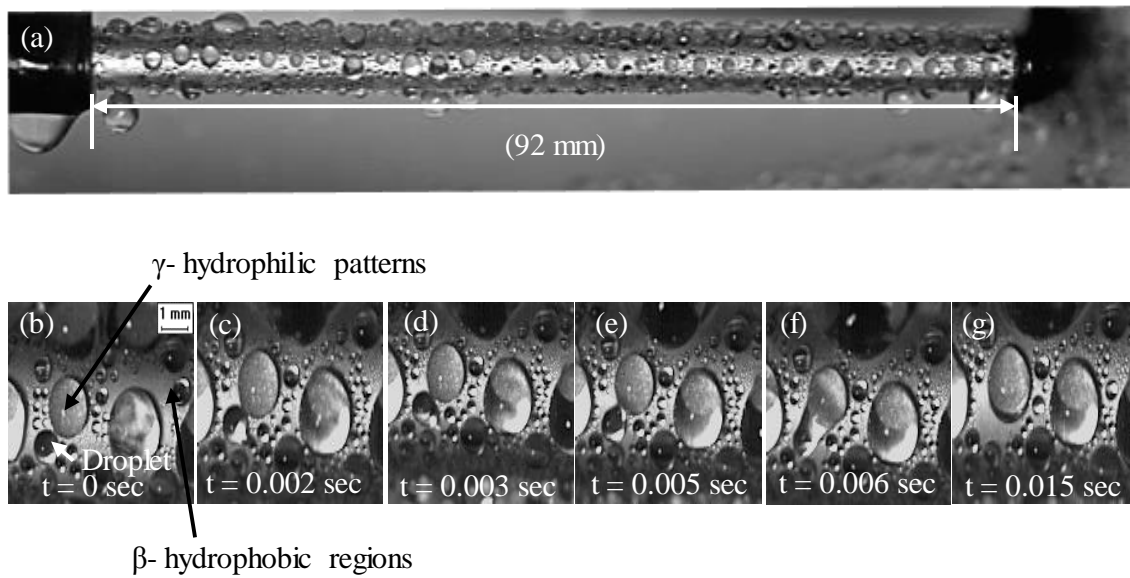 (a)
(92 mm)
γ- hydrophilic patterns
(b)
1 mm
(c)
(d)
(e)
(f)
(g)
Droplet
t = 0 sec
t = 0.002 sec
t = 0.003 sec
t = 0.005 sec
t = 0.006 sec
t = 0.015 sec
β- hydrophobic regions